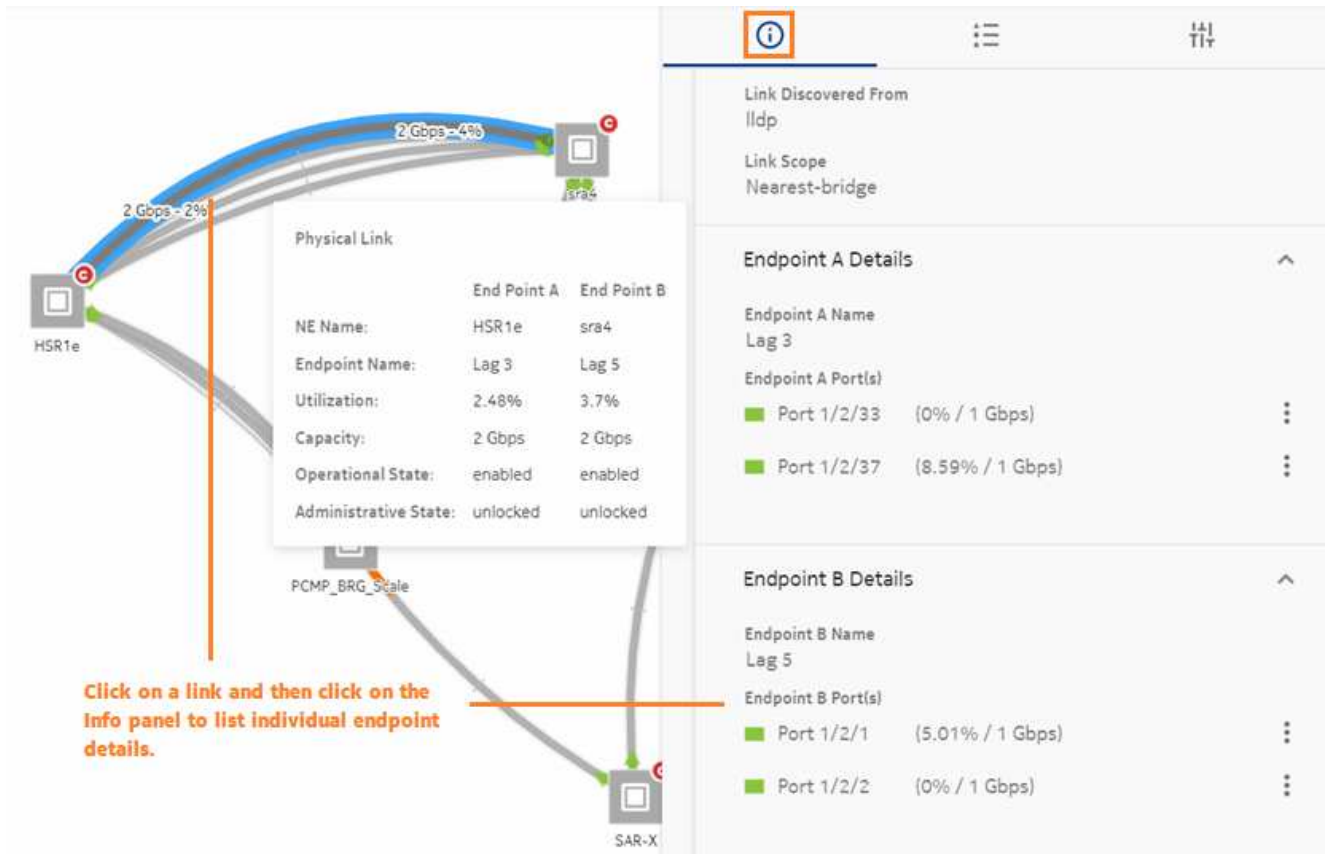 2 Gbps - 4%
C
sra4
2 Gbps - 2%
C
HSR1e
Physical Link
End Point A End Point B
NE Name: HSR1e sra4
Endpoint Name: Lag 3 Lag 5
Utilization: 2.48% 3.7%
Capacity: 2 Gbps 2 Gbps
Operational State: enabled enabled
Administrative State: unlocked unlocked
PCMP_BRG_Scale
Click on a link and then click on the
Info panel to list individual endpoint
details.
SAR-X
Link Discovered From
lldp
Link Scope
Nearest-bridge
Endpoint A Details
Endpoint A Name
Lag 3
Endpoint A Port(s)
Port 1/2/33 (0% / 1 Gbps)
Port 1/2/37 (8.59% / 1 Gbps)
Endpoint B Details
Endpoint B Name
Lag 5
Endpoint B Port(s)
Port 1/2/1 (5.01% / 1 Gbps)
Port 1/2/2 (0% / 1 Gbps)